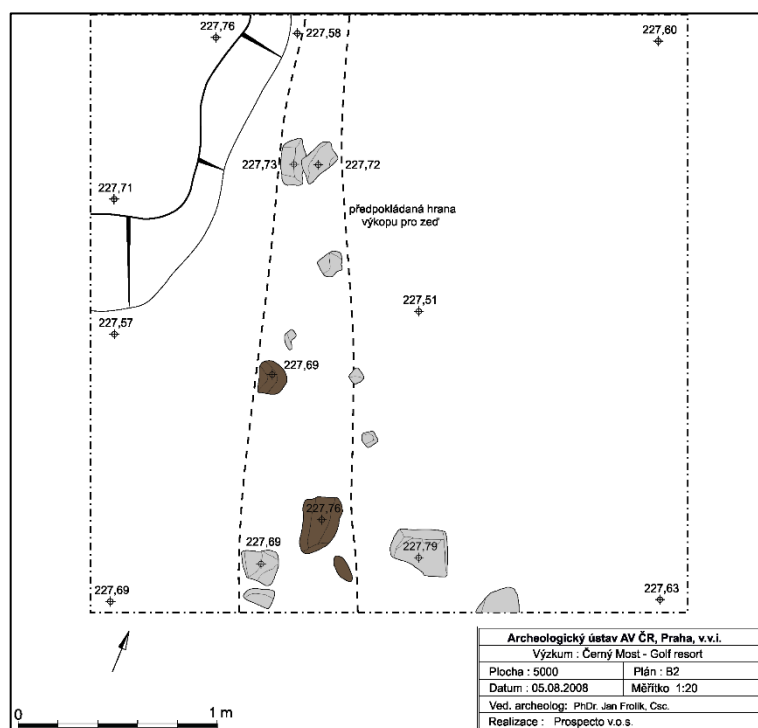 227,76
227,58
227,60
227,73
227,72
227,71
předpokládaná hrana
výkopu pro zeď
227,51
227,57
227,69
227,76
227,69
227,79
227,69
227,63
0
1 m
Archeologický ústav AV ČR, Praha, v.v.i.
Výzkum : Černý Most - Golf resort
Plocha : 5000
Plán : B2
Datum : 05.08.2008
Měřítko 1:20
Ved. archeolog: PhDr. Jan Frolík, Csc.
Realizace : Prospecto v.o.s.